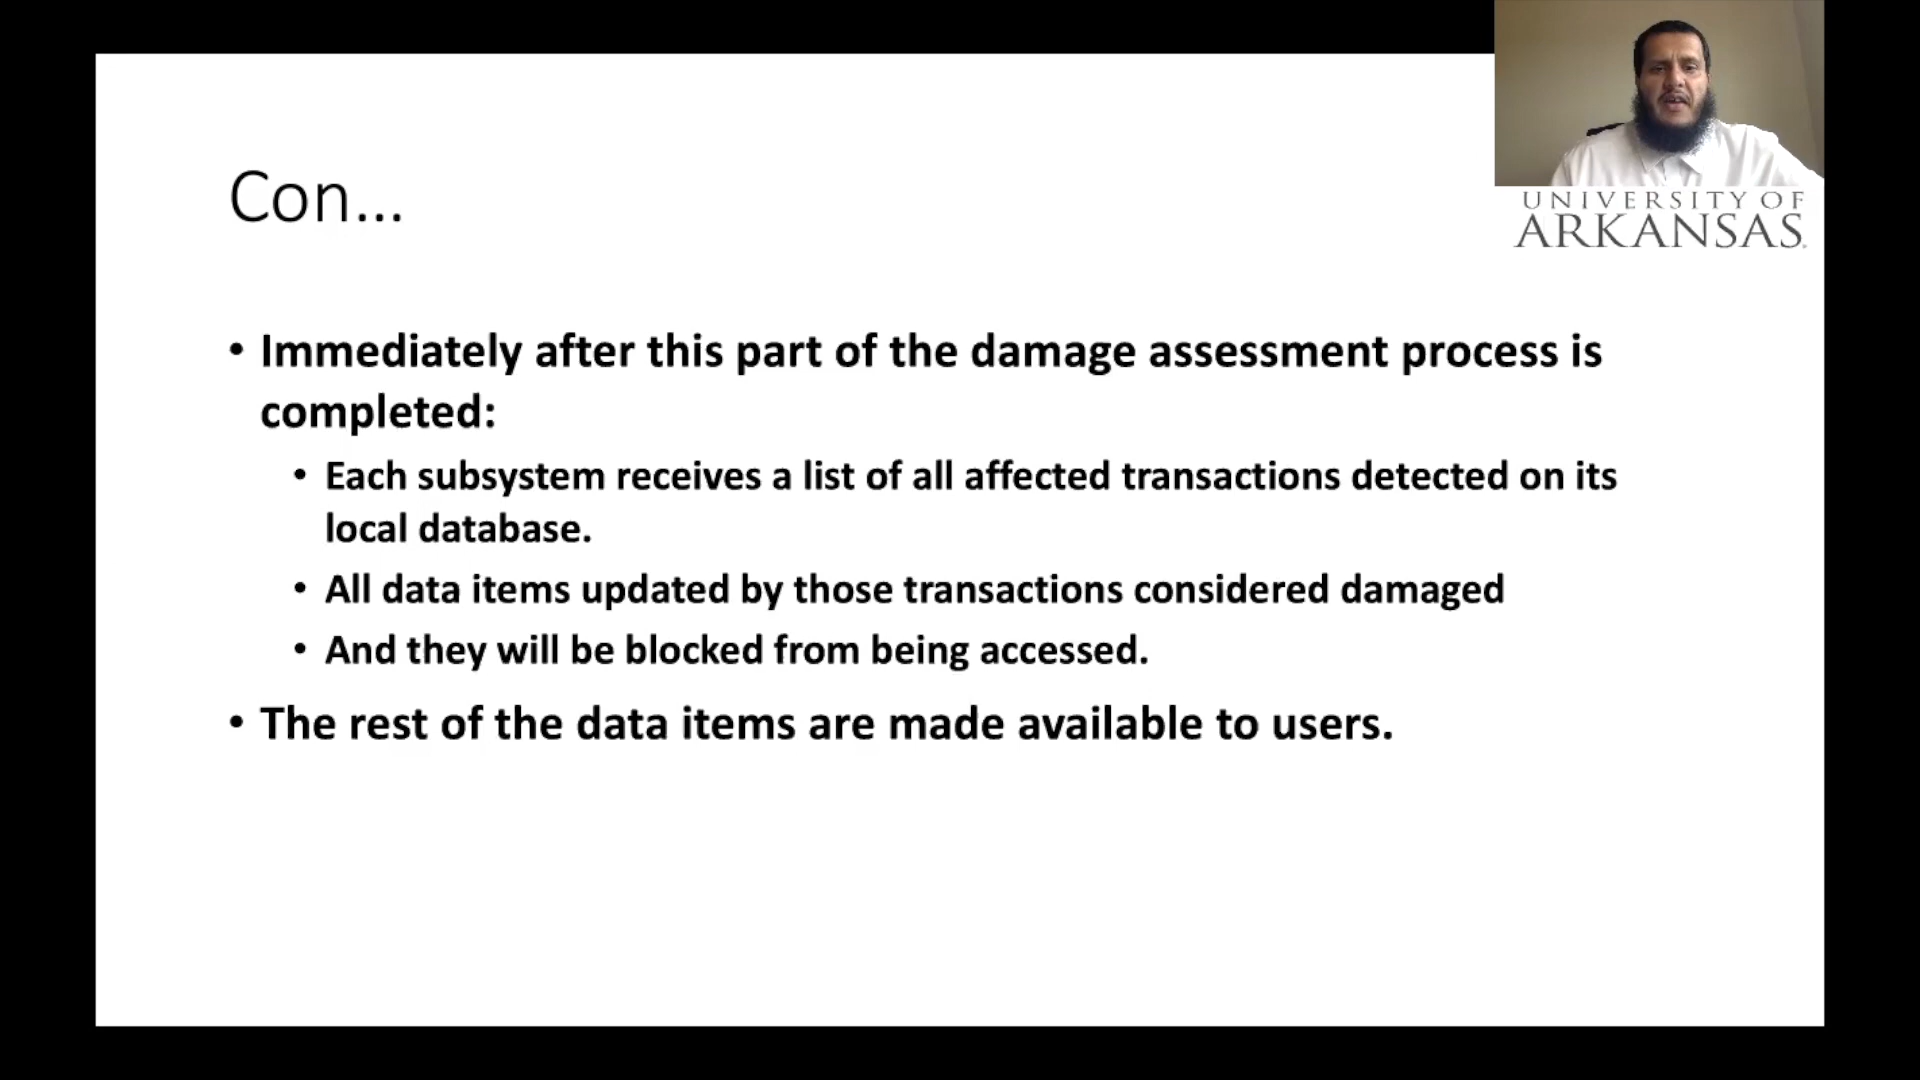 UNIVERSITY OF
ARKANSAS
Con...
• Immediately after this part of the damage assessment process is
completed:
• Each subsystem receives a list of all affected transactions detected on its
local database.
• All data items updated by those transactions considered damaged
• And they will be blocked from being accessed.
• The rest of the data items are made available to users.